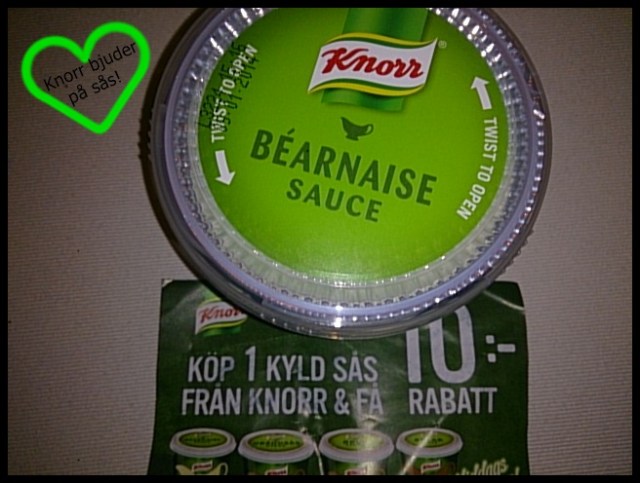 Knorr bjuder
på sås!
Knorr
TWIST TO OPEN
TWIST TO OPEN
BÉARNAISE
SAUCE
Knorr
10:-
KÖP 1 KYLD SÅS
FRÅN KNORR & FÅ
RABATT